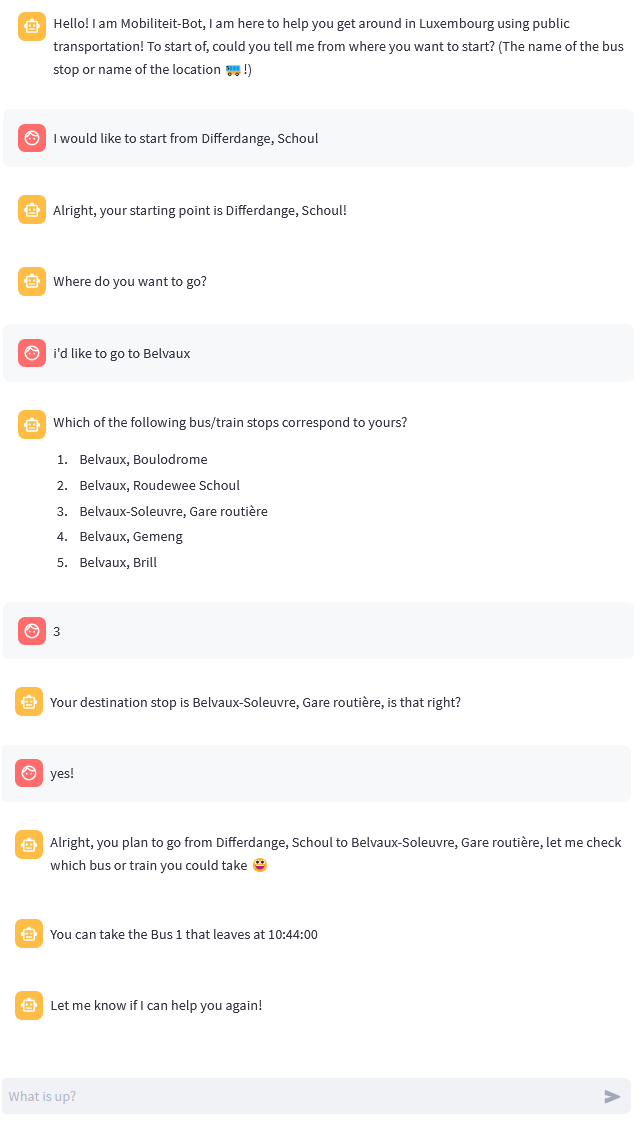 Hello! I am Mobiliteit-Bot, I am here to help you get around in Luxembourg using public
transportation! To start of, could you tell me from where you want to start? (The name of the bus
stop or name of the location 🚌 !)
I would like to start from Differdange, Schoul
Alright, your starting point is Differdange, Schoul!
Where do you want to go?
i'd like to go to Belvaux
Which of the following bus/train stops correspond to yours?
1. Belvaux, Boulodrome
2. Belvaux, Roudewee Schoul
3. Belvaux-Soleuvre, Gare routière
4. Belvaux, Gemeng
5. Belvaux, Brill
3
Your destination stop is Belvaux-Soleuvre, Gare routière, is that right?
yes!
Alright, you plan to go from Differdange, Schoul to Belvaux-Soleuvre, Gare routière, let me check
which bus or train you could take 😀
You can take the Bus 1 that leaves at 10:44:00
Let me know if I can help you again!
What is up?